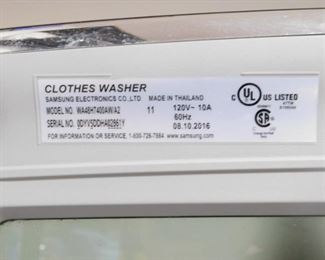 CLOTHES WASHER
SAMSUNG ELECTRONICS CO.,LTD MADE IN THAILAND
MODEL NO. WA48H7400AW/A2 11 120V~ 10A
60Hz
SERIAL NO. 08.10.2016
FOR INFORMATION OR SERVICE, 1-800-726-7864 www.samsung.com
C UL US LISTED